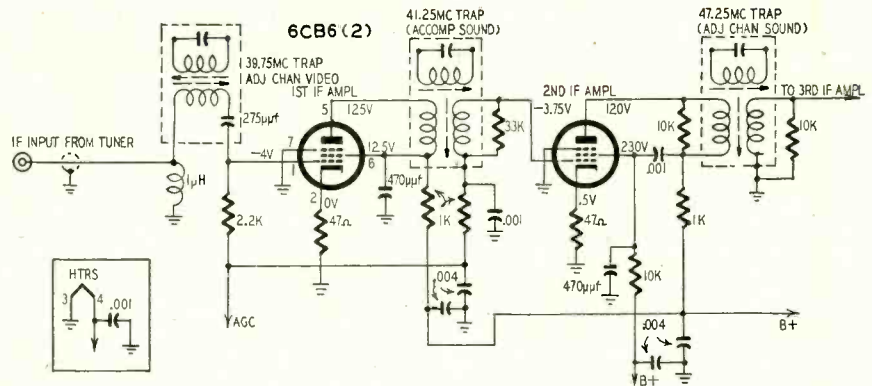 6CB6 (2)
41.25MC TRAP
(ACCOMP SOUND)
47.25MC TRAP
(ADJ CHAN SOUND)
39.75MC TRAP
ADJ CHAN VIDEO
1ST IF AMPL
2ND IF AMPL
TO 3RD IF AMPL
5
125V
-3.75V
120V
275μμf
33K
10K
10K
IF INPUT FROM TUNER
7
-4V
12.5V
6
230V
.001
1μH
470μμf
2
0V
.5V
2.2K
47Ω
1K
.001
47Ω
1K
HTRS
3
4
.001
.004
470μμf
10K
AGC
B+
.004
B+